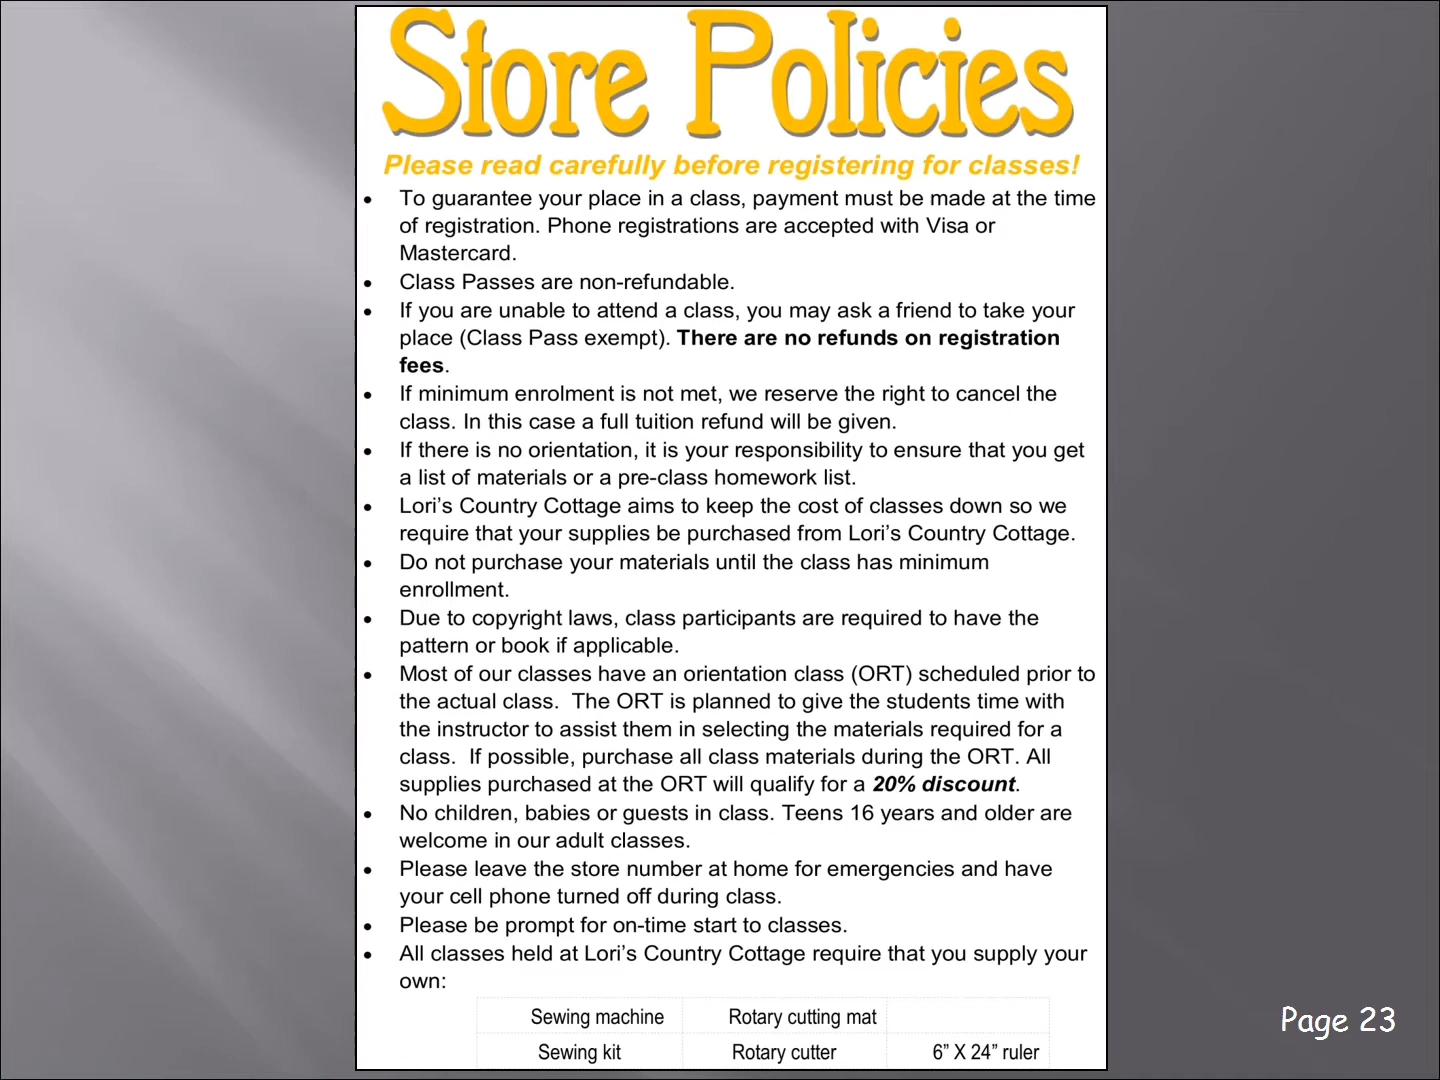 Store Policies
Please read carefully before registering for classes!
• To guarantee your place in a class, payment must be made at the time
of registration. Phone registrations are accepted with Visa or
Mastercard.
• Class Passes are non-refundable.
• If you are unable to attend a class, you may ask a friend to take your
place (Class Pass exempt). There are no refunds on registration
fees.
• If minimum enrolment is not met, we reserve the right to cancel the
class. In this case a full tuition refund will be given.
• If there is no orientation, it is your responsibility to ensure that you get
a list of materials or a pre-class homework list.
• Lori’s Country Cottage aims to keep the cost of classes down so we
require that your supplies be purchased from Lori’s Country Cottage.
• Do not purchase your materials until the class has minimum
enrollment.
• Due to copyright laws, class participants are required to have the
pattern or book if applicable.
• Most of our classes have an orientation class (ORT) scheduled prior to
the actual class.  The ORT is planned to give the students time with
the instructor to assist them in selecting the materials required for a
class.  If possible, purchase all class materials during the ORT. All
supplies purchased at the ORT will qualify for a 20% discount.
• No children, babies or guests in class. Teens 16 years and older are
welcome in our adult classes.
• Please leave the store number at home for emergencies and have
your cell phone turned off during class.
• Please be prompt for on-time start to classes.
• All classes held at Lori’s Country Cottage require that you supply your
own:
Sewing machine Rotary cutting mat
Sewing kit Rotary cutter 6” X 24” ruler
Page 23